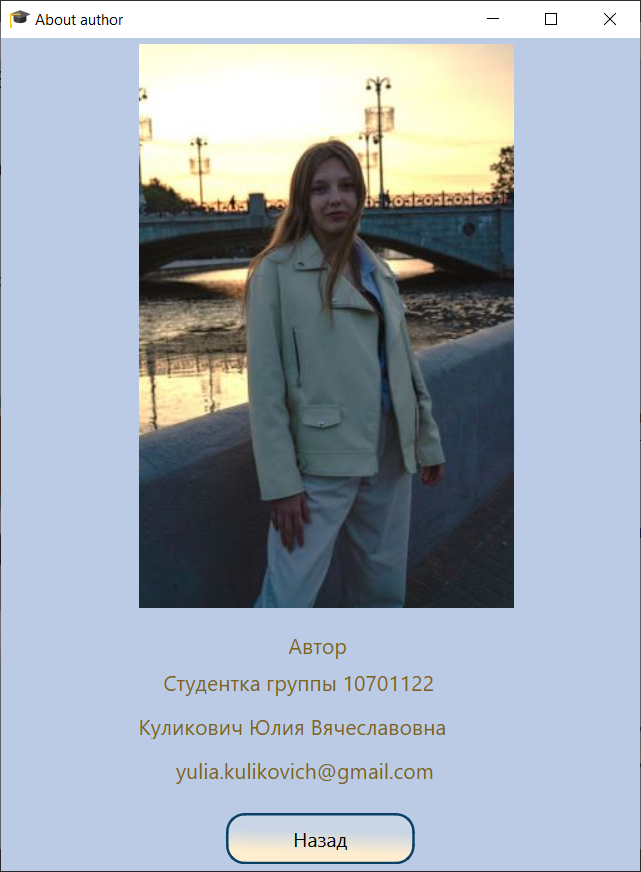 About author
Автор
Студентка группы 10701122
Куликович Юлия Вячеславовна
yulia.kulikovich@gmail.com
Назад